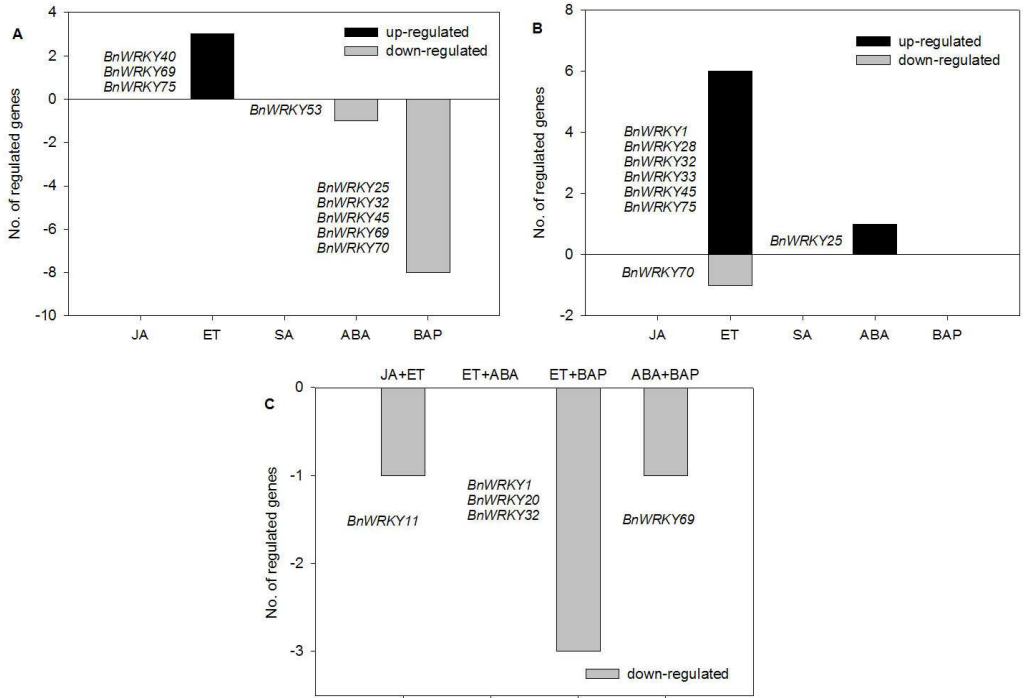 A
No. of regulated genes
4
2
0
-2
-4
-6
-8
-10
up-regulated
down-regulated
BnWRKY40
BnWRKY69
BnWRKY75
BnWRKY53
BnWRKY25
BnWRKY32
BnWRKY45
BnWRKY69
BnWRKY70
JA ET SA ABA BAP
B
No. of regulated genes
8
6
4
2
0
-2
up-regulated
down-regulated
BnWRKY1
BnWRKY28
BnWRKY32
BnWRKY33
BnWRKY45
BnWRKY75
BnWRKY25
BnWRKY70
JA ET SA ABA BAP
C
JA+ET ET+ABA ET+BAP ABA+BAP
No. of regulated genes
0
-1
-2
-3
BnWRKY11
BnWRKY1
BnWRKY20
BnWRKY32
BnWRKY69
down-regulated